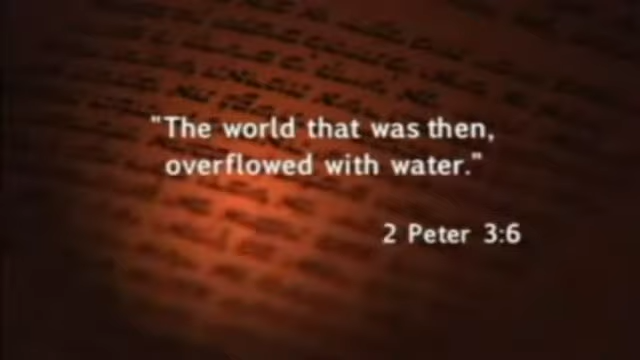 "The world that was then,
overflowed with water."
2 Peter 3:6